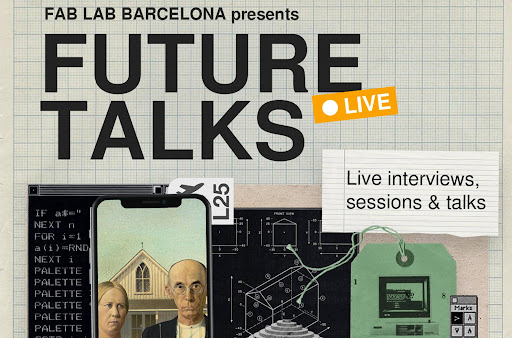 FAB LAB BARCELONA presents
FUTURE
TALKS
LIVE
Live interviews,
sessions & talks
L25
IF a$="
NEXT n
FOR i=1
a(i)=RND
NEXT i
PALETTE
PALETTE
PALETTE
PALETTE
PALETTE
FRONT VIEW
Marks